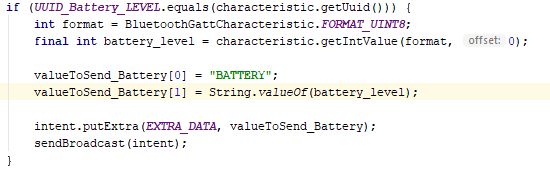 if (UUID_Battery_LEVEL.equals(characteristic.getUuid())) {
    int format = BluetoothGattCharacteristic.FORMAT_UINT8;
    final int battery_level = characteristic.getIntValue(format, offset: 0);

    valueToSend_Battery[0] = "BATTERY";
    valueToSend_Battery[1] = String.valueOf(battery_level);

    intent.putExtra(EXTRA_DATA, valueToSend_Battery);
    sendBroadcast(intent);
}